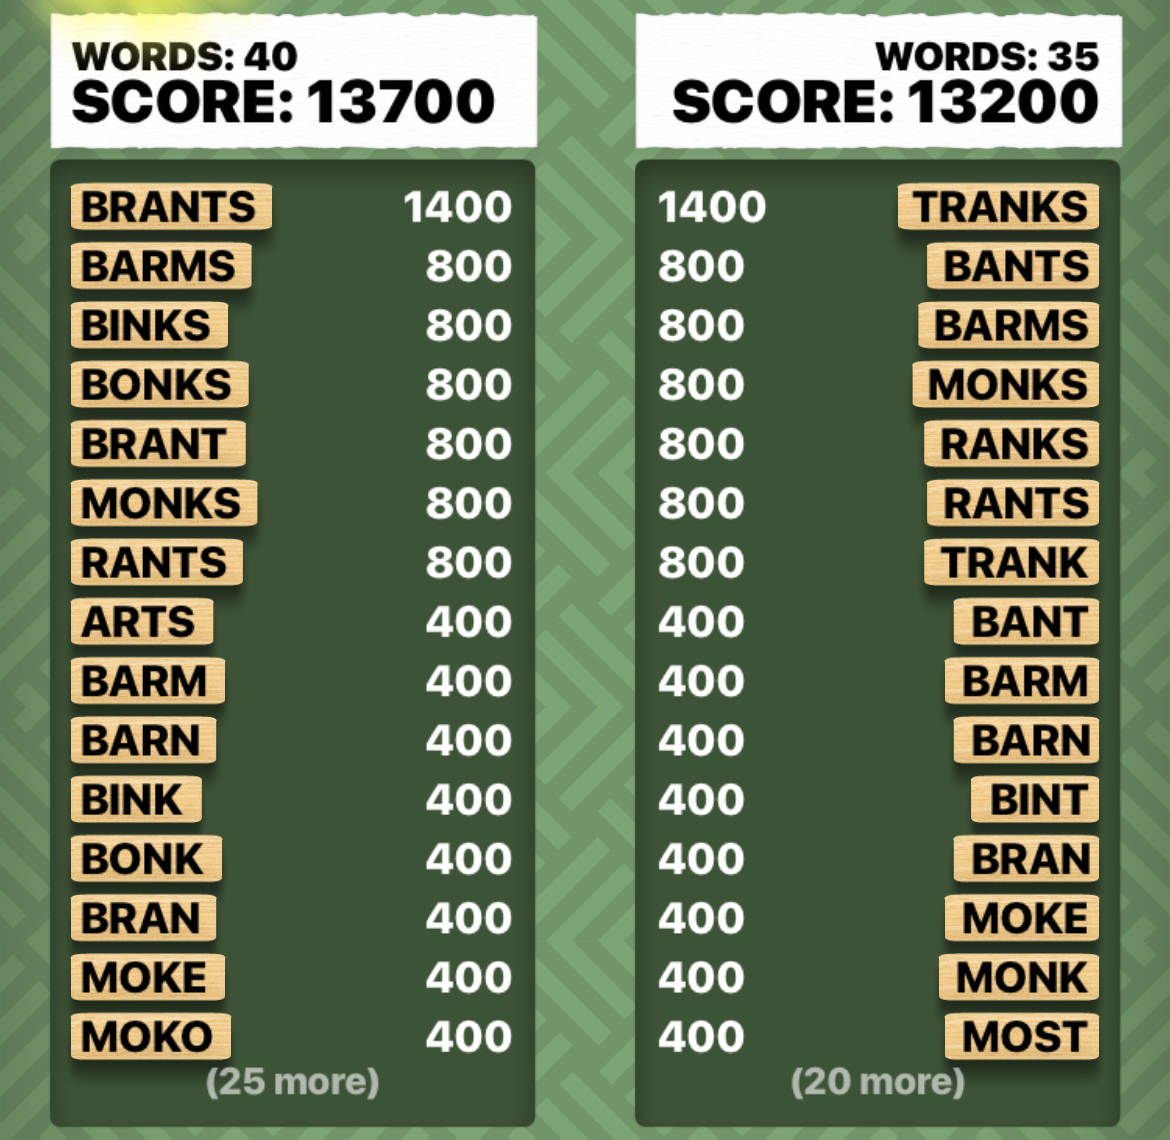 WORDS: 40
SCORE: 13700
BRANTS 1400
BARMS 800
BINKS 800
BONKS 800
BRANT 800
MONKS 800
RANTS 800
ARTS 400
BARM 400
BARN 400
BINK 400
BONK 400
BRAN 400
MOKE 400
MOKO 400
(25 more)
WORDS: 35
SCORE: 13200
1400 TRANKS
800 BANTS
800 BARMS
800 MONKS
800 RANKS
800 RANTS
800 TRANK
400 BANT
400 BARM
400 BARN
400 BINT
400 BRAN
400 MOKE
400 MONK
400 MOST
(20 more)